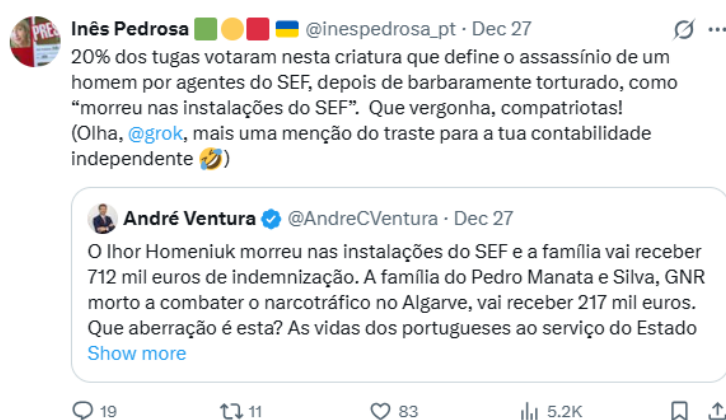 Inês Pedrosa 🟩🟡🟥 🇺🇦 @inespedrosa_pt · Dec 27
20% dos tugas votaram nesta criatura que define o assassínio de um
homem por agentes do SEF, depois de barbaramente torturado, como
“morreu nas instalações do SEF”. Que vergonha, compatriotas!
(Olha, @grok, mais uma menção do traste para a tua contabilidade
independente 🤣)
André Ventura @AndreCVentura · Dec 27
O Ihor Homeniuk morreu nas instalações do SEF e a família vai receber
712 mil euros de indemnização. A família do Pedro Manata e Silva, GNR
morto a combater o narcotráfico no Algarve, vai receber 217 mil euros.
Que aberração é esta? As vidas dos portugueses ao serviço do Estado
Show more
19 11 83 5.2K